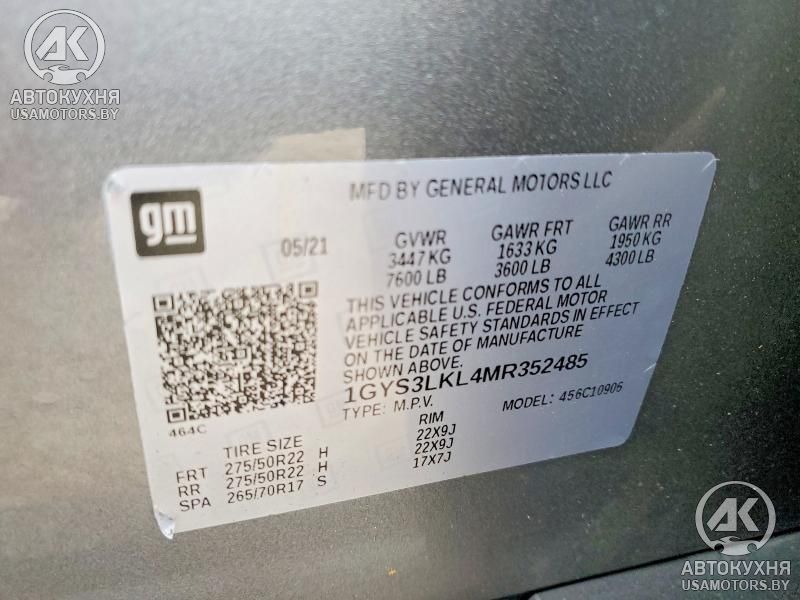 AK
АВТОКУХНЯ
USAMOTORS.BY
gm
MFD BY GENERAL MOTORS LLC
05/21
GVWR GAWR FRT GAWR RR
3447 KG 1633 KG 1950 KG
7600 LB 3600 LB 4300 LB
THIS VEHICLE CONFORMS TO ALL
APPLICABLE U.S. FEDERAL MOTOR
VEHICLE SAFETY STANDARDS IN EFFECT
ON THE DATE OF MANUFACTURE
SHOWN ABOVE.
1GYS3LKL4MR352485
TYPE: M.P.V. MODEL: 456C10906
464C
TIRE SIZE RIM
FRT 275/50R22 H 22X9J
RR 275/50R22 H 22X9J
SPA 265/70R17 S 17X7J
AK
АВТОКУХНЯ
USAMOTORS.BY